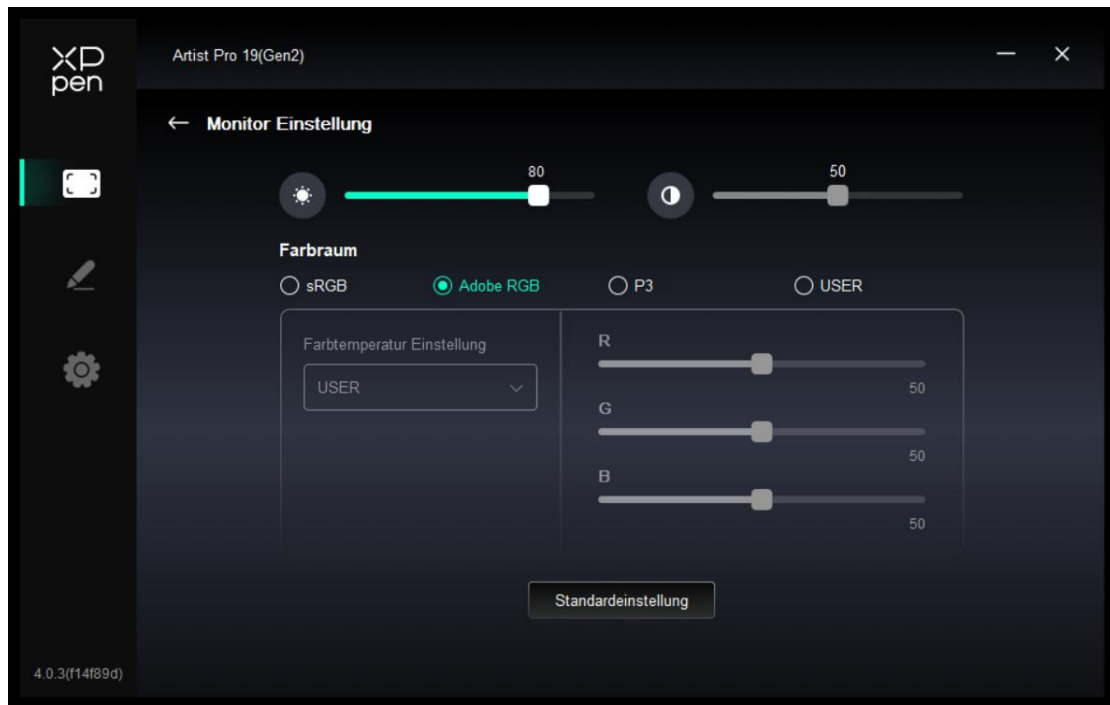 XP
pen
Artist Pro 19(Gen2)
Monitor Einstellung
80
50
Farbraum
sRGB
Adobe RGB
P3
USER
Farbtemperatur Einstellung
USER
R
50
G
50
B
50
Standardeinstellung
4.0.3(f14f89d)